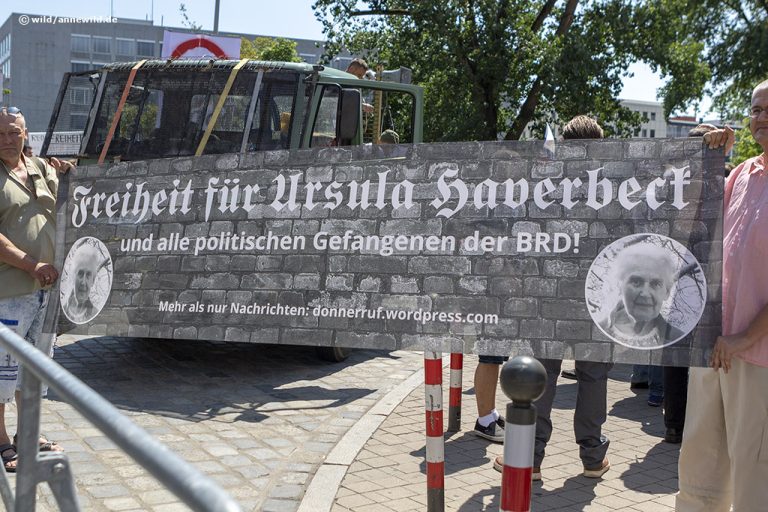 © wild/annewild.de
Freiheit für Ursula Haverbeck
und alle politischen Gefangenen der BRD!
Mehr als nur Nachrichten: donnerruf.wordpress.com